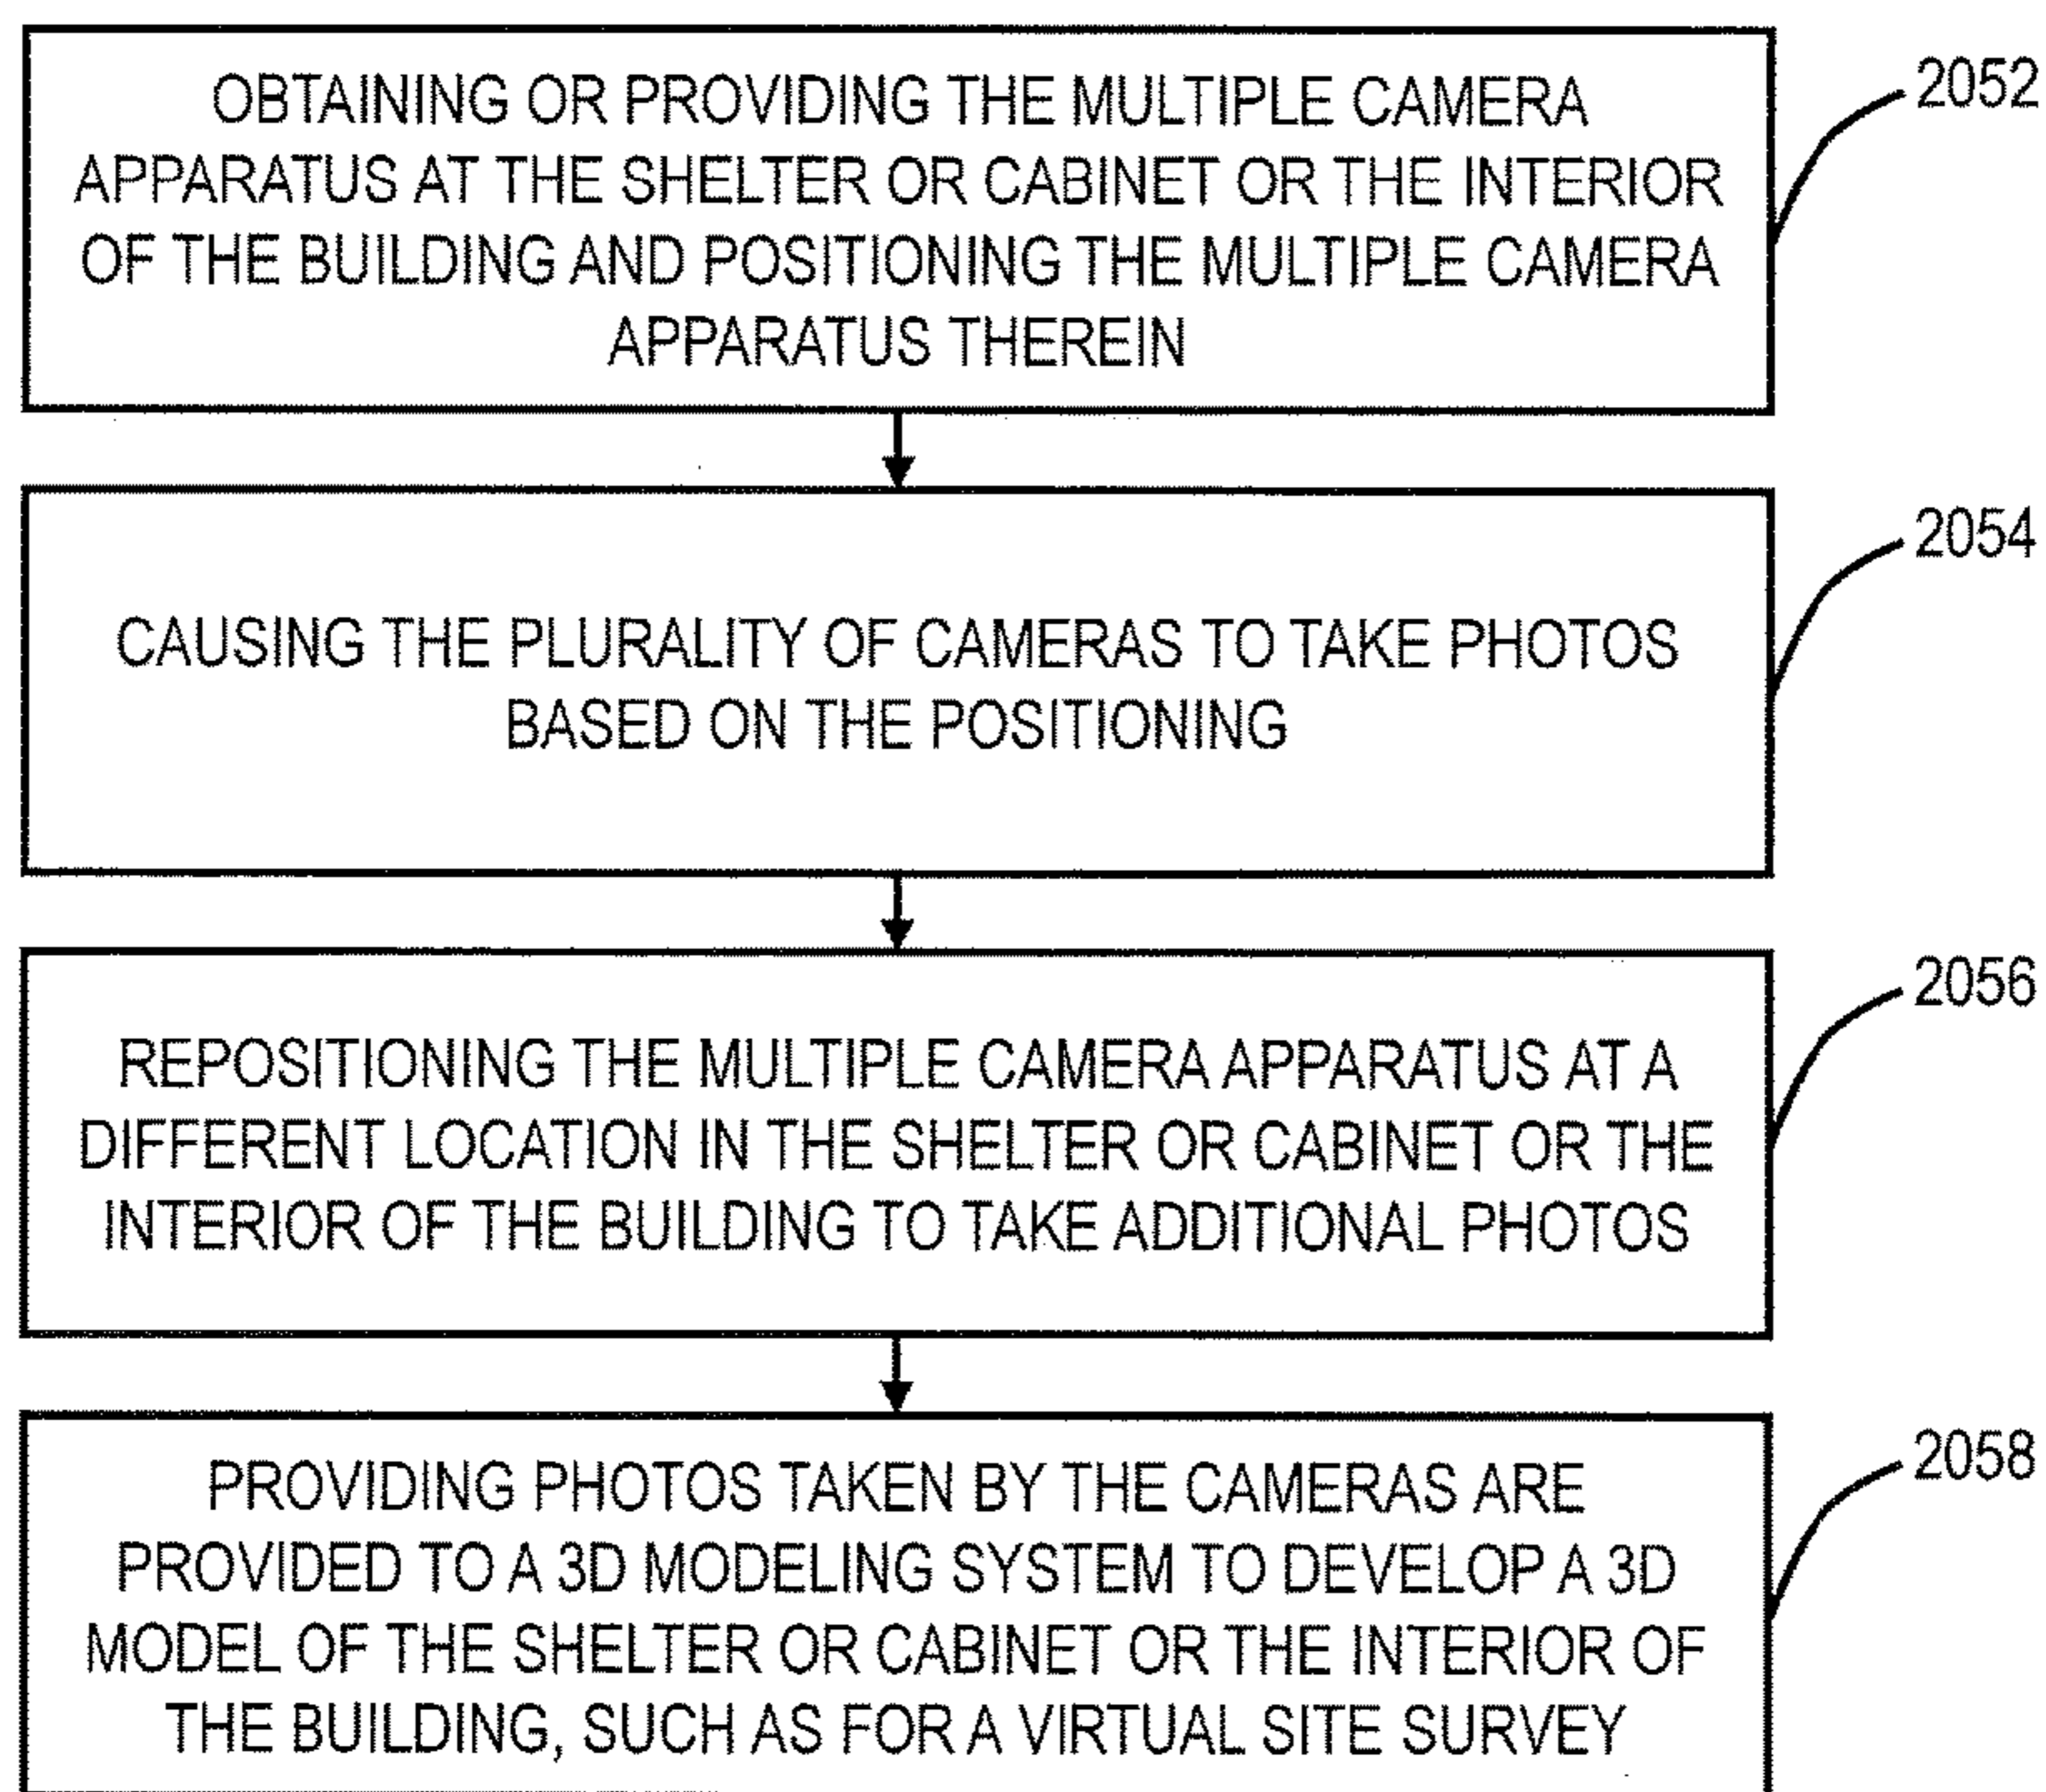 OBTAINING OR PROVIDING THE MULTIPLE CAMERA
APPARATUS AT THE SHELTER OR CABINET OR THE INTERIOR
OF THE BUILDING AND POSITIONING THE MULTIPLE CAMERA
APPARATUS THEREIN
2052
CAUSING THE PLURALITY OF CAMERAS TO TAKE PHOTOS
BASED ON THE POSITIONING
2054
REPOSITIONING THE MULTIPLE CAMERA APPARATUS AT A
DIFFERENT LOCATION IN THE SHELTER OR CABINET OR THE
INTERIOR OF THE BUILDING TO TAKE ADDITIONAL PHOTOS
2056
PROVIDING PHOTOS TAKEN BY THE CAMERAS ARE
PROVIDED TO A 3D MODELING SYSTEM TO DEVELOP A 3D
MODEL OF THE SHELTER OR CABINET OR THE INTERIOR OF
THE BUILDING, SUCH AS FOR A VIRTUAL SITE SURVEY
2058